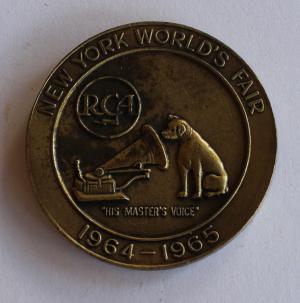 NEW YORK WORLD'S FAIR
RCA
"HIS MASTER'S VOICE"
1964-1965